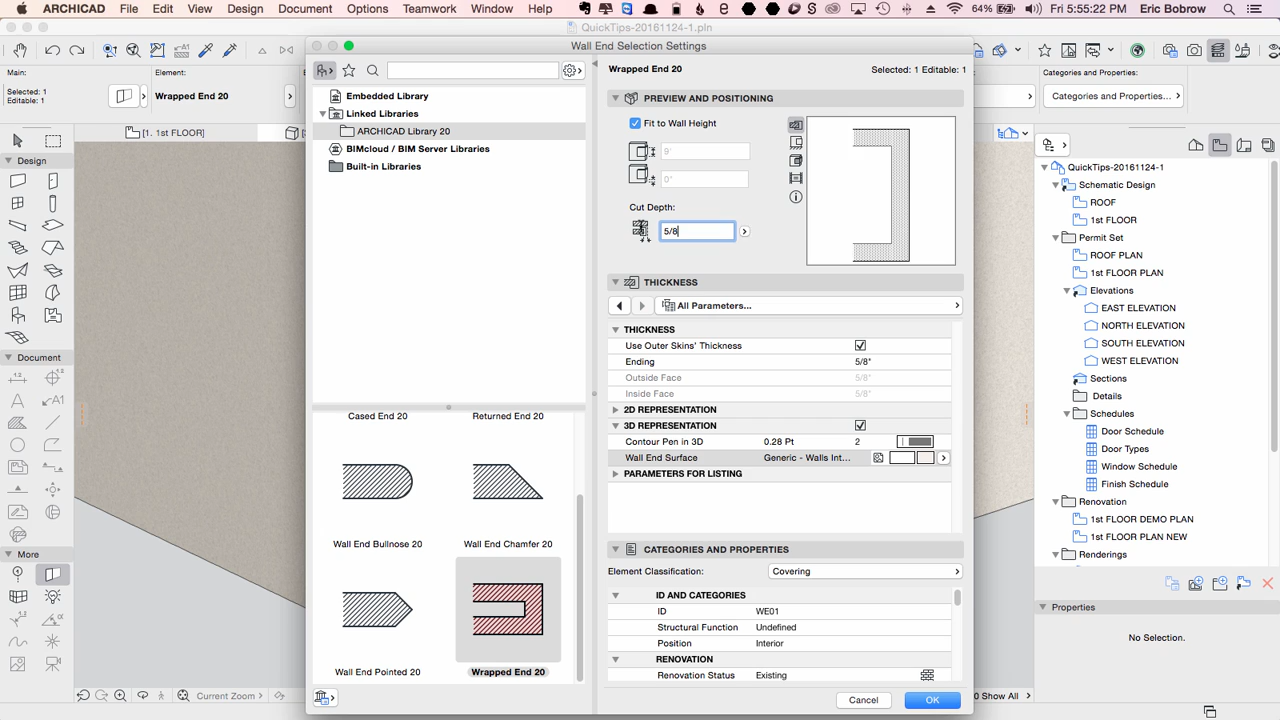 ARCHICAD File Edit View Design Document Options Teamwork Window Help 64% Fri 5:55:22 PM Eric Bobrow
QuickTips-20161124-1.pln
Wall End Selection Settings
Main:
Selected: 1
Editable: 1
Element:
Wrapped End 20
Categories and Properties:
Categories and Properties...
[1. 1st FLOOR]
Design
Document
More
Current Zoom
Embedded Library
Linked Libraries
ARCHICAD Library 20
BIMcloud / BIM Server Libraries
Built-in Libraries
Cased End 20
Returned End 20
Wall End Bullnose 20
Wall End Chamfer 20
Wall End Pointed 20
Wrapped End 20
Wrapped End 20
Selected: 1 Editable: 1
PREVIEW AND POSITIONING
Fit to Wall Height
9'
0"
Cut Depth:
5/8
THICKNESS
All Parameters...
THICKNESS
Use Outer Skins' Thickness
Ending 5/8"
Outside Face 5/8"
Inside Face 5/8"
2D REPRESENTATION
3D REPRESENTATION
Contour Pen in 3D 0.28 Pt 2
Wall End Surface Generic - Walls Int...
PARAMETERS FOR LISTING
CATEGORIES AND PROPERTIES
Element Classification: Covering
ID AND CATEGORIES
ID WE01
Structural Function Undefined
Position Interior
RENOVATION
Renovation Status Existing
Cancel OK
QuickTips-20161124-1
Schematic Design
ROOF
1st FLOOR
Permit Set
ROOF PLAN
1st FLOOR PLAN
Elevations
EAST ELEVATION
NORTH ELEVATION
SOUTH ELEVATION
WEST ELEVATION
Sections
Details
Schedules
Door Schedule
Door Types
Window Schedule
Finish Schedule
Renovation
1st FLOOR DEMO PLAN
1st FLOOR PLAN NEW
Renderings
Properties
No Selection.
0 Show All